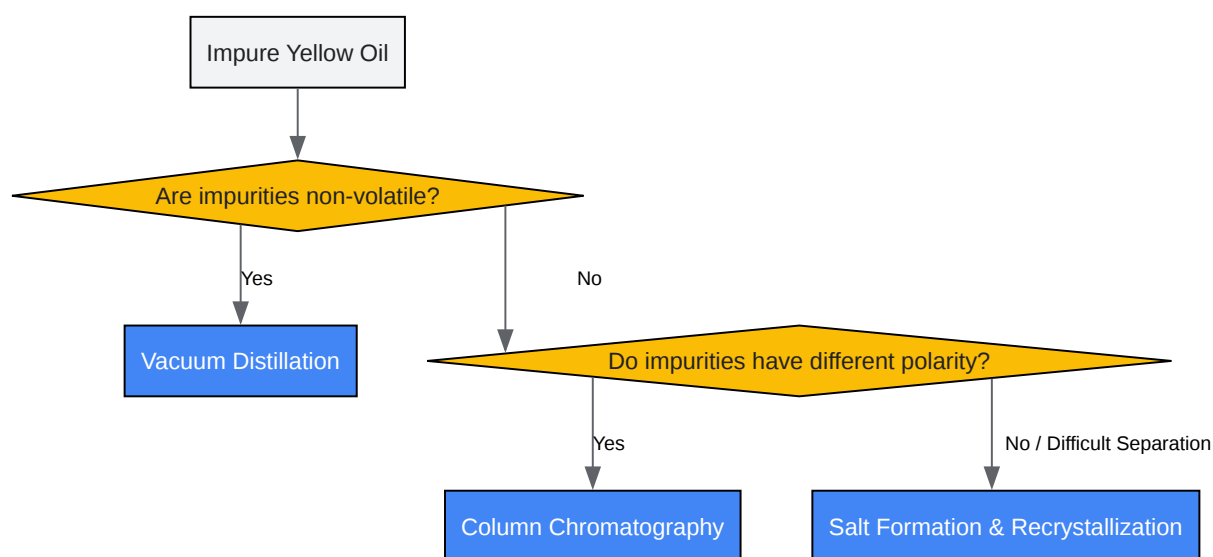 Impure Yellow Oil
Are impurities non-volatile?
Yes
No
Vacuum Distillation
Do impurities have different polarity?
Yes
No / Difficult Separation
Column Chromatography
Salt Formation & Recrystallization